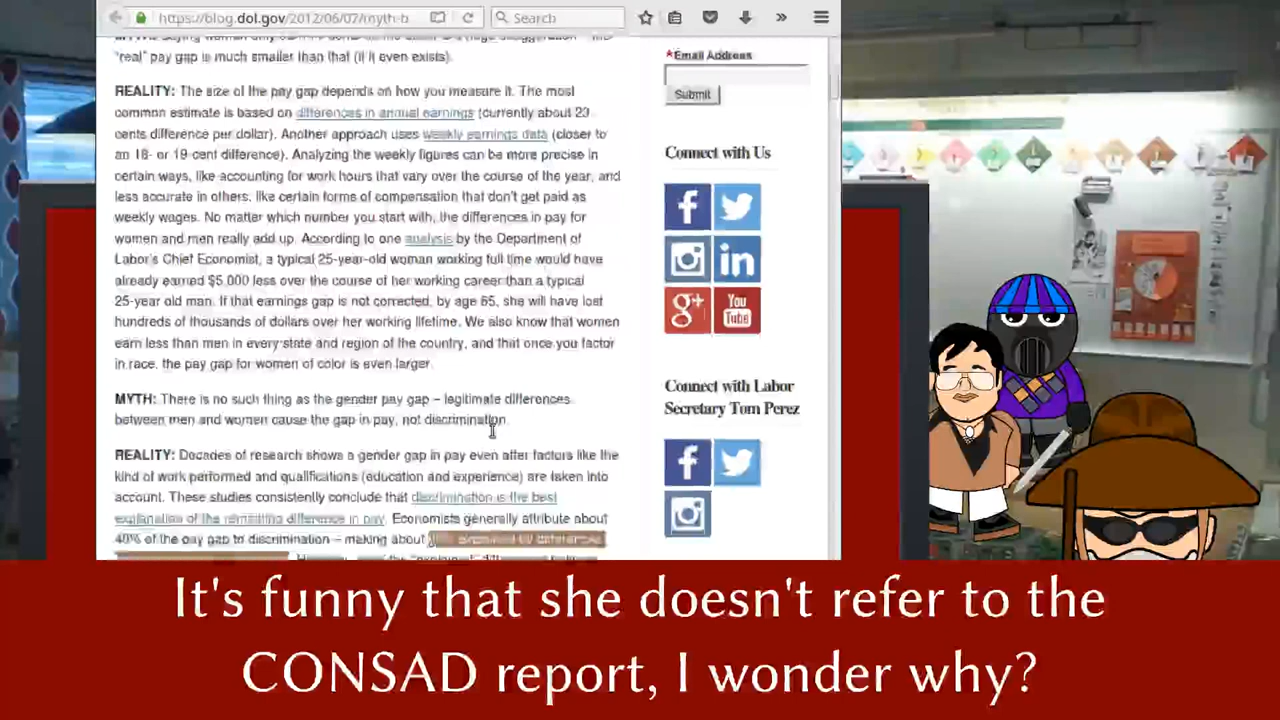 https://blog.dol.gov/2012/06/07/myth-b
Search
"real" pay gap is much smaller than that (if it even exists).
REALITY: The size of the pay gap depends on how you measure it. The most
common estimate is based on differences in annual earnings (currently about 23
cents difference per dollar). Another approach uses weekly earnings data (closer to
an 18- or 19-cent difference). Analyzing the weekly figures can be more precise in
certain ways, like accounting for work hours that vary over the course of the year, and
less accurate in others, like certain forms of compensation that don't get paid as
weekly wages. No matter which number you start with, the differences in pay for
women and men really add up. According to one analysis by the Department of
Labor's Chief Economist, a typical 25-year-old woman working full time would have
already earned $5,000 less over the course of her working career than a typical
25-year old man. If that earnings gap is not corrected, by age 65, she will have lost
hundreds of thousands of dollars over her working lifetime. We also know that women
earn less than men in every state and region of the country, and that once you factor
in race, the pay gap for women of color is even larger.
MYTH: There is no such thing as the gender pay gap – legitimate differences
between men and women cause the gap in pay, not discrimination.
REALITY: Decades of research shows a gender gap in pay even after factors like the
kind of work performed and qualifications (education and experience) are taken into
account. These studies consistently conclude that discrimination is the best
explanation of the remaining difference in pay. Economists generally attribute about
40% of the pay gap to discrimination – making about explained by differences
*Email Address
Submit
Connect with Us
You
Tube
Connect with Labor
Secretary Tom Perez
It's funny that she doesn't refer to the
CONSAD report, I wonder why?